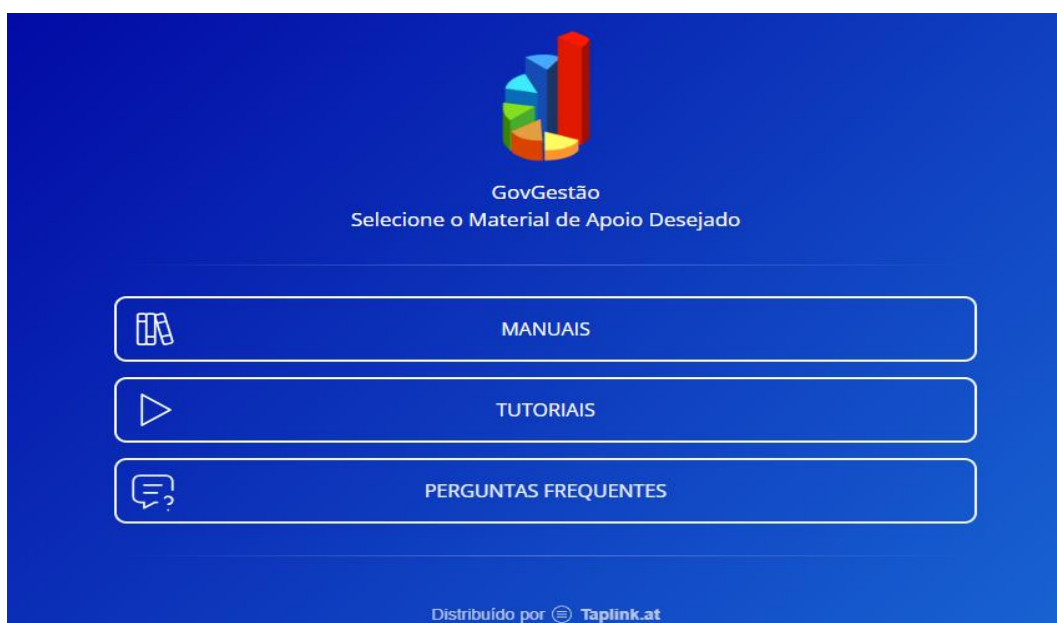 GovGestão
Selecione o Material de Apoio Desejado
MANUAIS
TUTORIAIS
PERGUNTAS FREQUENTES
Distribuído por Taplink.at